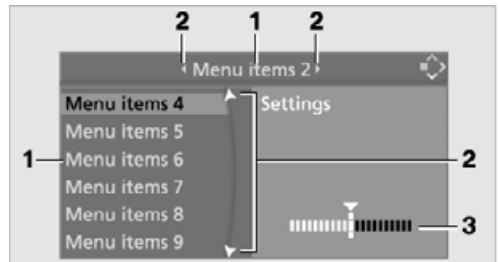 2 1 2
Menu items 2
Menu items 4 Settings
Menu items 5
1 Menu items 6 2
Menu items 7
Menu items 8 3
Menu items 9